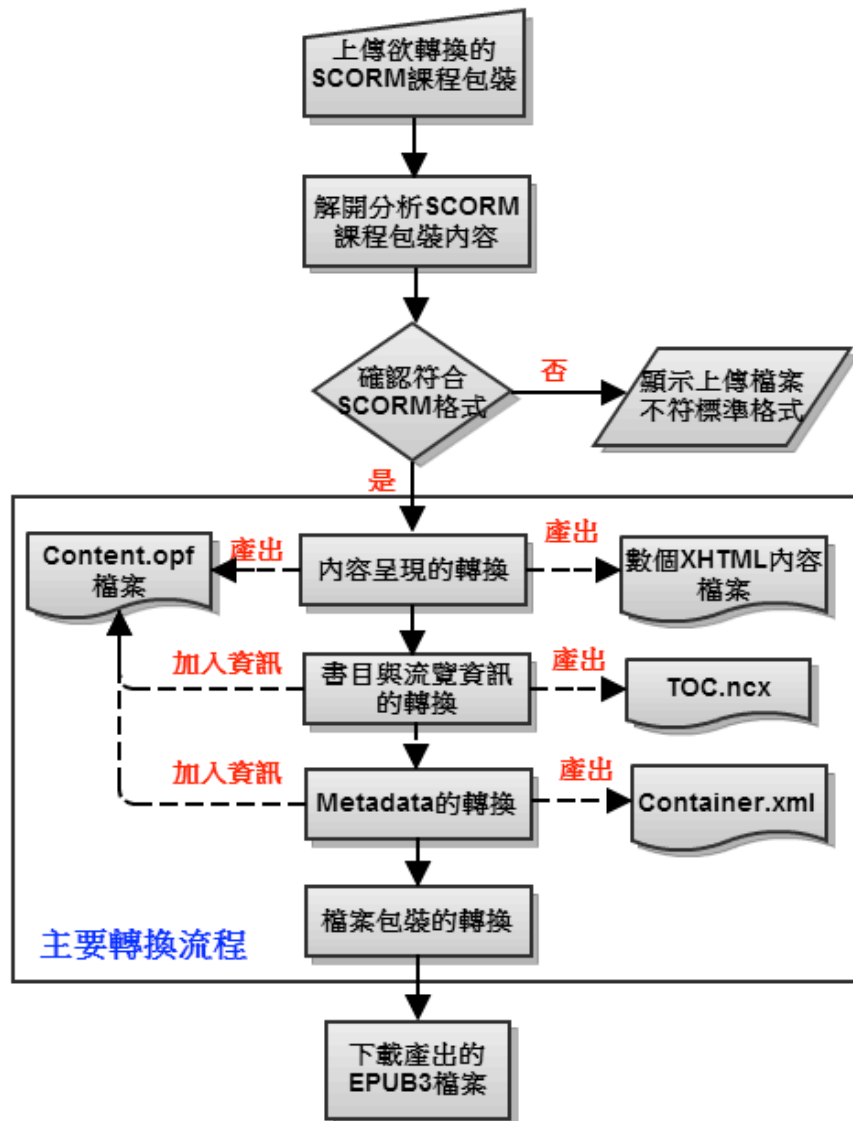 上傳欲轉換的
SCORM課程包裝
解開分析SCORM
課程包裝內容
確認符合
SCORM格式
否
顯示上傳檔案
不符標準格式
是
Content.opf
檔案
產出
內容呈現的轉換
產出
數個XHTML內容
檔案
加入資訊
書目與流覽資訊
的轉換
產出
TOC.ncx
加入資訊
Metadata的轉換
產出
Container.xml
檔案包裝的轉換
主要轉換流程
下載產出的
EPUB3檔案